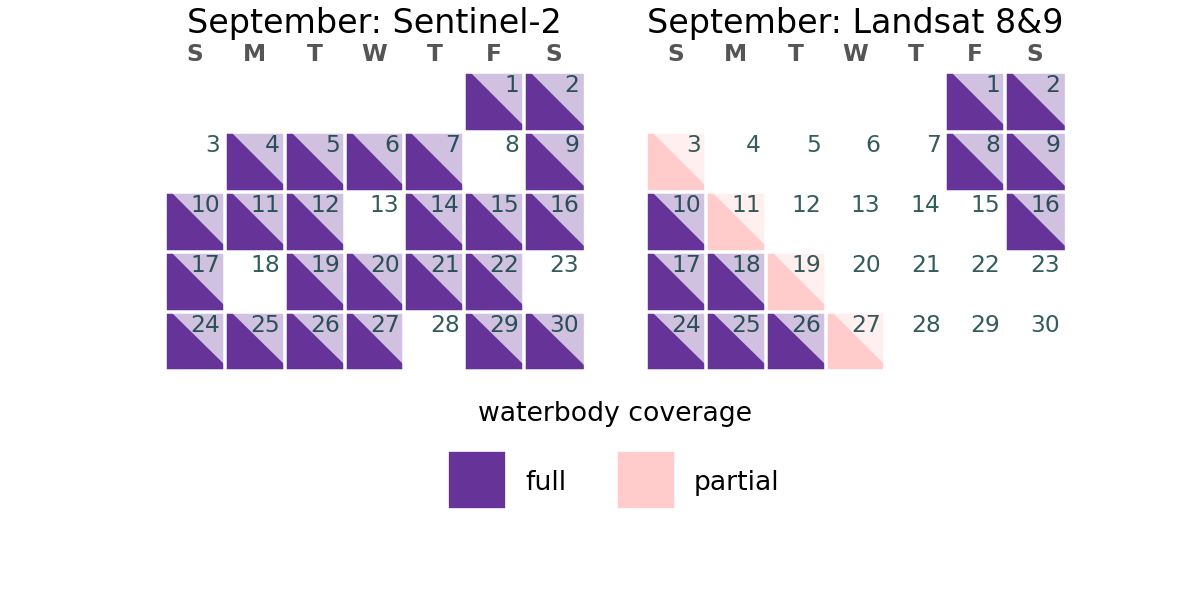 September: Sentinel-2
S M T W T F S
1 2
3 4 5 6 7 8 9
10 11 12 13 14 15 16
17 18 19 20 21 22 23
24 25 26 27 28 29 30
September: Landsat 8&9
S M T W T F S
1 2
3 4 5 6 7 8 9
10 11 12 13 14 15 16
17 18 19 20 21 22 23
24 25 26 27 28 29 30
waterbody coverage
full partial